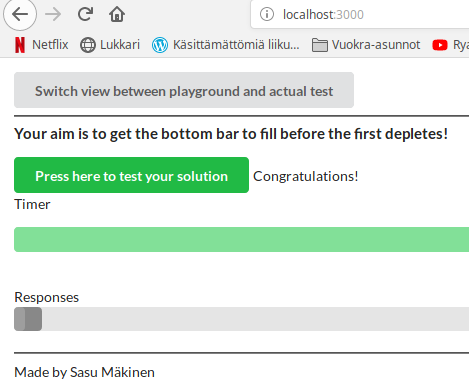 localhost:3000
Netflix Lukkari Käsittämättömiä liiku... Vuokra-asunnot Rya
Switch view between playground and actual test
Your aim is to get the bottom bar to fill before the first depletes!
Press here to test your solution Congratulations!
Timer
Responses
Made by Sasu Mäkinen